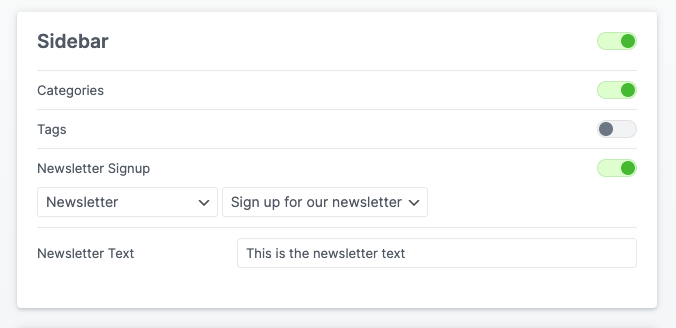 Sidebar
Categories
Tags
Newsletter Signup
Newsletter Sign up for our newsletter
Newsletter Text This is the newsletter text